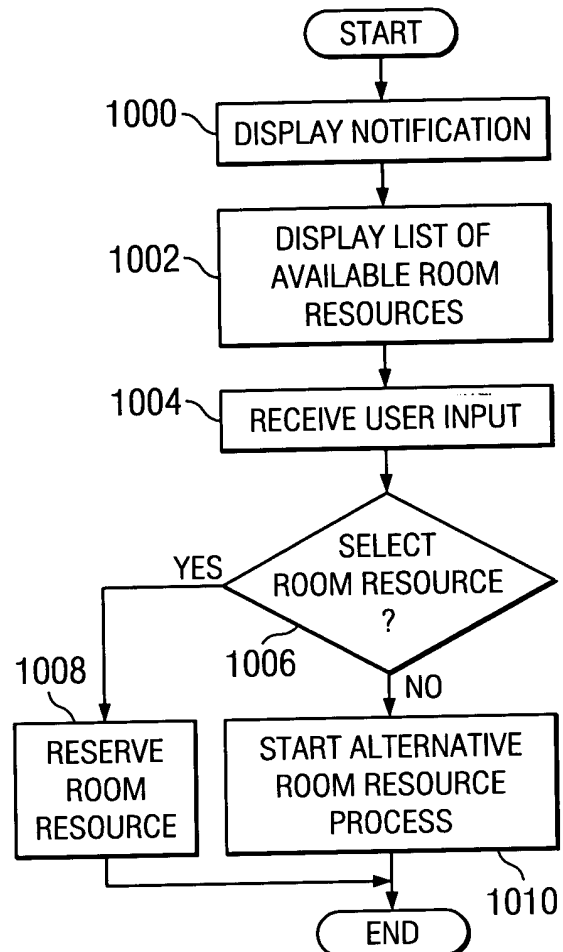 START
1000
DISPLAY NOTIFICATION
1002
DISPLAY LIST OF
AVAILABLE ROOM
RESOURCES
1004
RECEIVE USER INPUT
SELECT
ROOM RESOURCE
?
YES
1006
NO
1008
RESERVE
ROOM
RESOURCE
START ALTERNATIVE
ROOM RESOURCE
PROCESS
1010
END